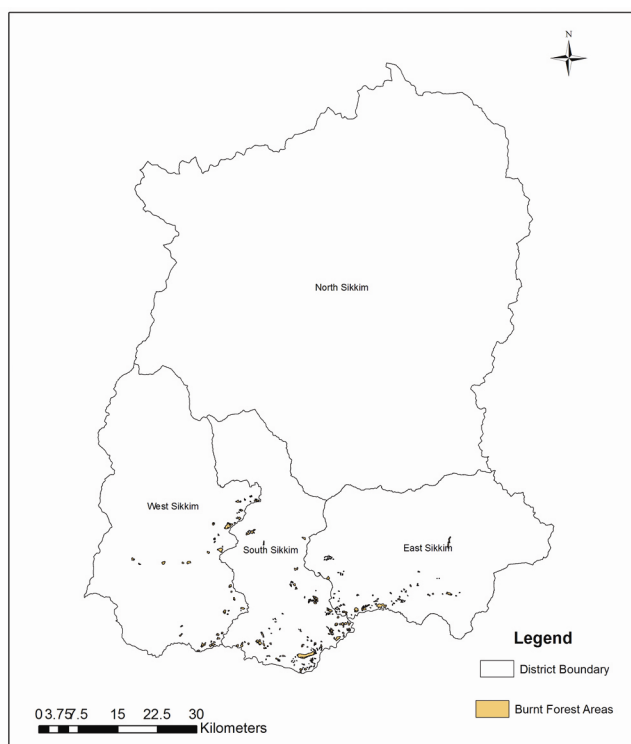 N
North Sikkim
West Sikkim
South Sikkim
East Sikkim
Legend
District Boundary
Burnt Forest Areas
0 3.75 7.5 15 22.5 30
Kilometers